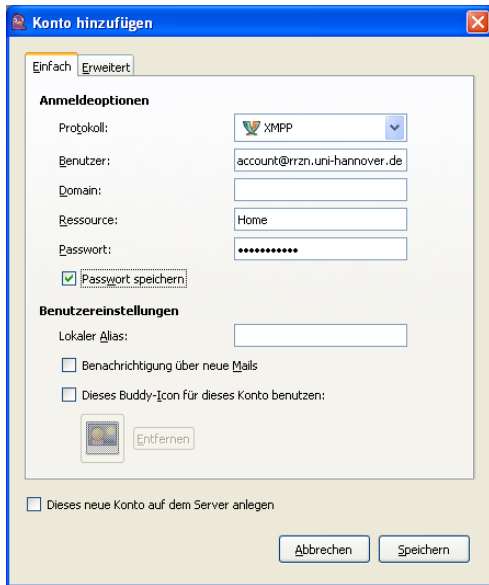 Konto hinzufügen
Einfach Erweitert
Anmeldeoptionen
Protokoll: XMPP
Benutzer: account@rrzn.uni-hannover.de
Domain:
Ressource: Home
Passwort: •••••••••••
Passwort speichern
Benutzereinstellungen
Lokaler Alias:
Benachrichtigung über neue Mails
Dieses Buddy-Icon für dieses Konto benutzen:
Entfernen
Dieses neue Konto auf dem Server anlegen
Abbrechen Speichern